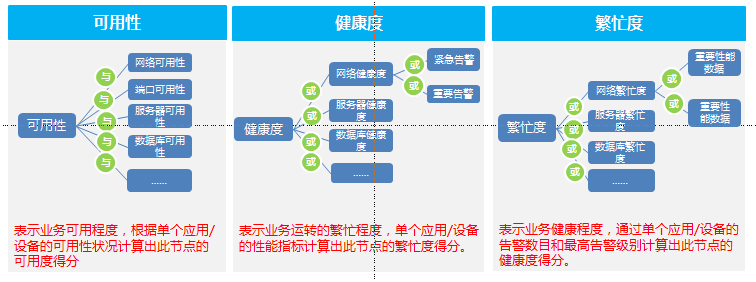 可用性
与
网络可用性
与
端口可用性
与
服务器可用
性
可用性
与
数据库可用
性
与
......
表示业务可用程度，根据单个应用/
设备的可用性状况计算出此节点的
可用度得分
健康度
紧急告警
或
网络健康度
或
重要告警
或
服务器健康
度
或
健康度
或
数据库健康
度
或
......
表示业务运转的繁忙程度，单个应用/设备
的性能指标计算出此节点的繁忙度得分。
繁忙度
重要性能
数据
或
网络繁忙度
或
重要性
能数据
或
服务器繁忙
度
或
繁忙度
或
数据库繁忙
度
或
......
表示业务健康程度，通过单个应用/设备的
告警数目和最高告警级别计算出此节点的
健康度得分。